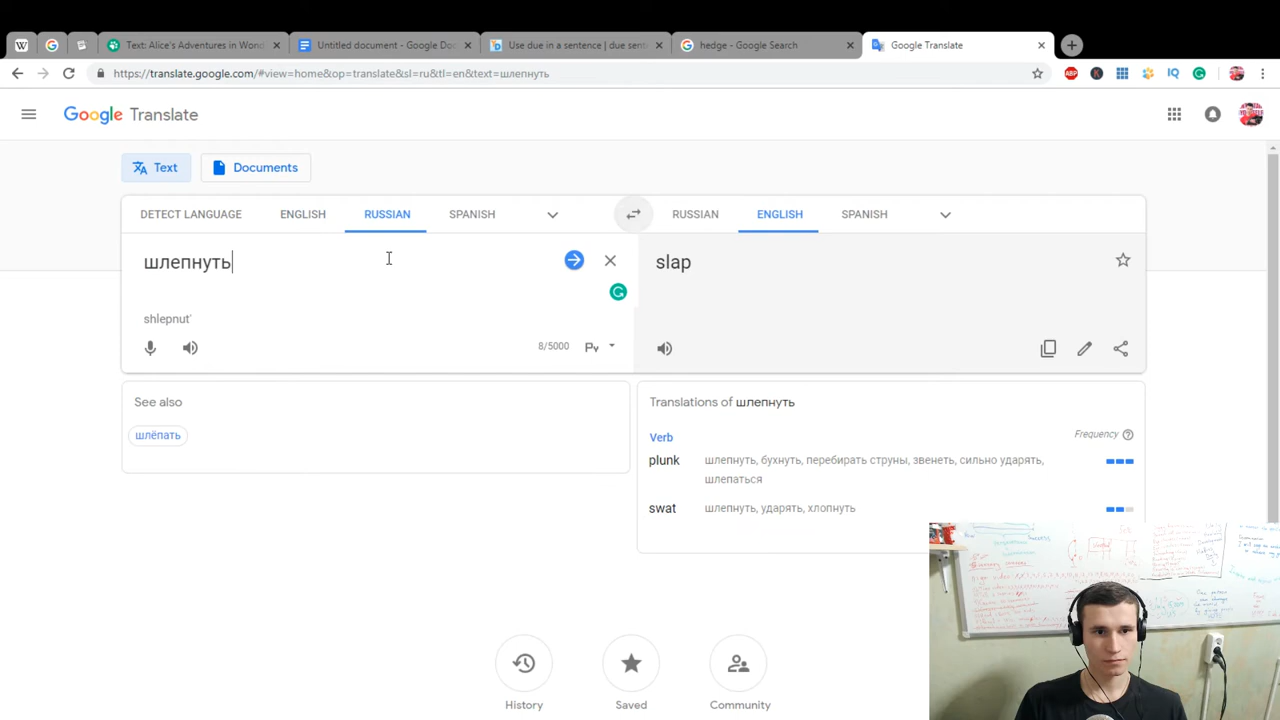 Text: Alice's Adventures in Wond
Untitled document - Google Doc
Use due in a sentence | due sent
hedge - Google Search
Google Translate
https://translate.google.com/#view=home&op=translate&sl=ru&tl=en&text=шлепнуть
Google Translate
Text
Documents
DETECT LANGUAGE ENGLISH RUSSIAN SPANISH
RUSSIAN ENGLISH SPANISH
шлепнуть
slap
shlepnut'
8/5000
See also
шлёпать
Translations of шлепнуть
Verb
Frequency
plunk
шлепнуть, бухнуть, перебирать струны, звенеть, сильно ударять,
шлепаться
swat
шлепнуть, ударять, хлопнуть
History
Saved
Community